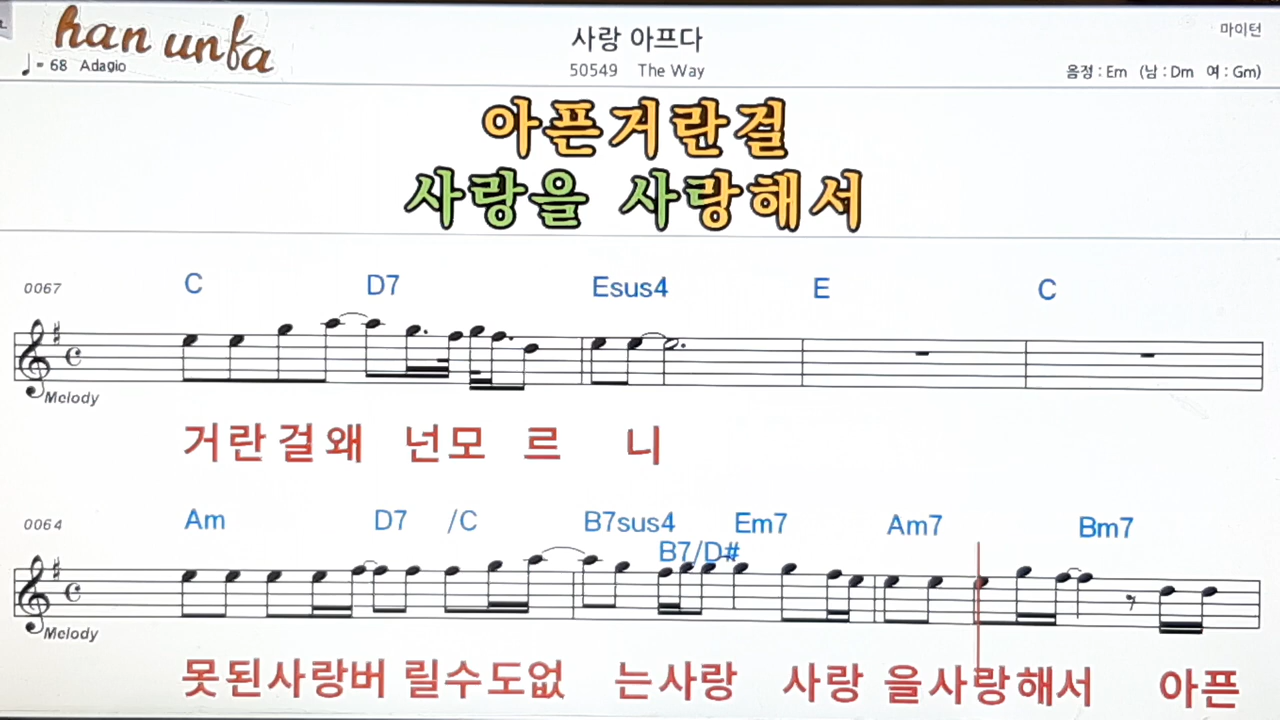 han unfa
사랑 아프다
마이턴
♩= 68 Adagio
50549 The Way
음정 : Em (남 : Dm 여 : Gm)
아픈거란걸
사랑을 사랑해서
0067 C D7 Esus4 E C
Melody
거란걸왜 넌모 르 니
0064 Am D7 /C B7sus4 Em7 Am7 Bm7
B7/D#
Melody
못된사랑버 릴수도없 는사랑 사랑 을사랑해서 아픈